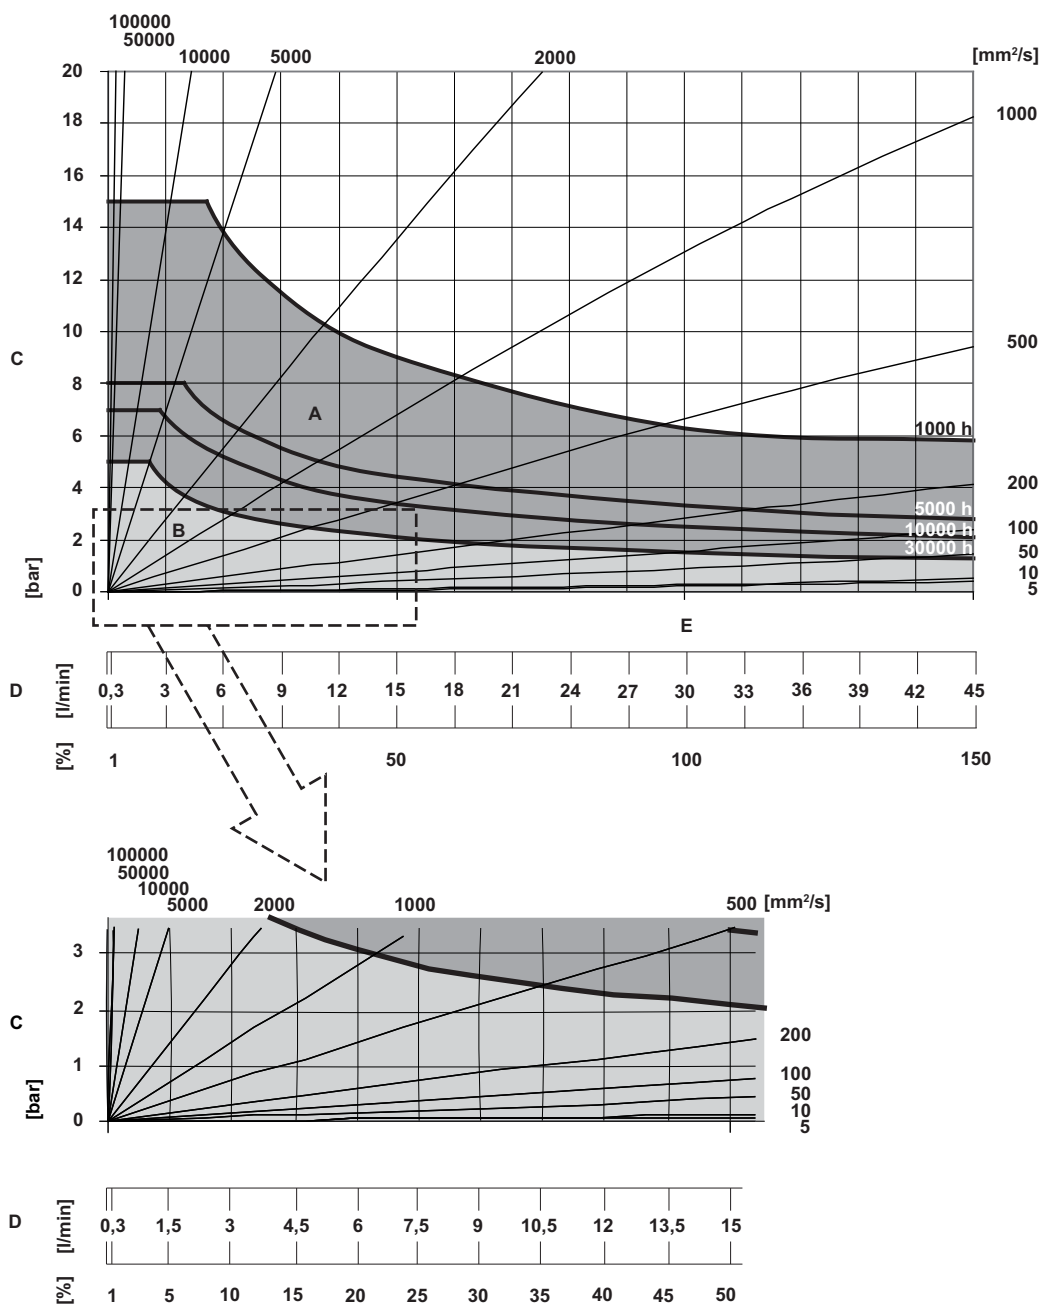 100000
50000
10000 5000 2000 [mm²/s]
20
18 1000
16
14
12
10
C 500
8
A
6 1000 h
4 200
5000 h
B 10000 h 100
2 30000 h 50
[bar] 10
0 5
E
D [l/min] 0,3 3 6 9 12 15 18 21 24 27 30 33 36 39 42 45
[%] 1 50 100 150
100000
50000
10000
5000 2000 1000 500 [mm²/s]
3
2
C 200
1 100
[bar] 50
10
0 5
D [l/min] 0,3 1,5 3 4,5 6 7,5 9 10,5 12 13,5 15
[%] 1 5 10 15 20 25 30 35 40 45 50